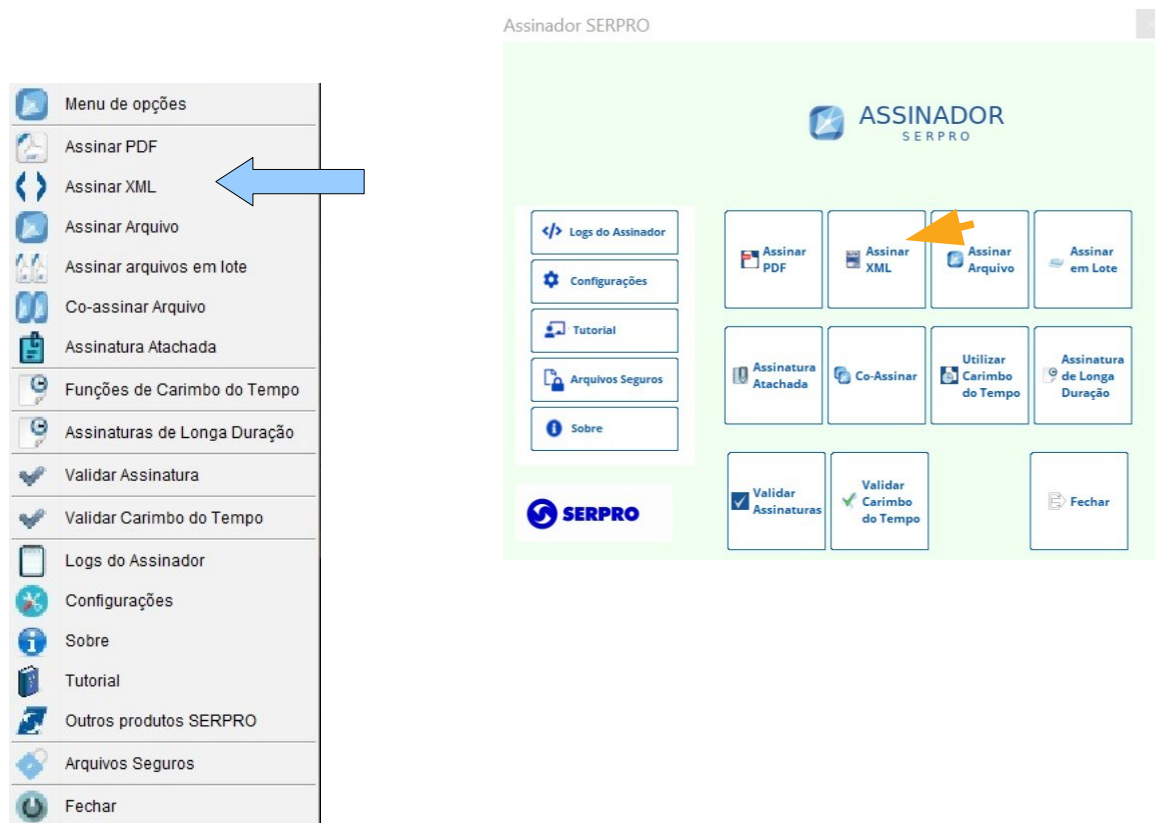 Menu de opções
Assinar PDF
Assinar XML
Assinar Arquivo
Assinar arquivos em lote
Co-assinar Arquivo
Assinatura Atachada
Funções de Carimbo do Tempo
Assinaturas de Longa Duração
Validar Assinatura
Validar Carimbo do Tempo
Logs do Assinador
Configurações
Sobre
Tutorial
Outros produtos SERPRO
Arquivos Seguros
Fechar
Assinador SERPRO
ASSINADOR
SERPRO
Logs do Assinador
Configurações
Tutorial
Arquivos Seguros
Sobre
SERPRO
Assinar
PDF
Assinar
XML
Assinar
Arquivo
Assinar
em Lote
Assinatura
Atachada
Co-Assinar
Utilizar
Carimbo
do Tempo
Assinatura
de Longa
Duração
Validar
Assinaturas
Validar
Carimbo
do Tempo
Fechar